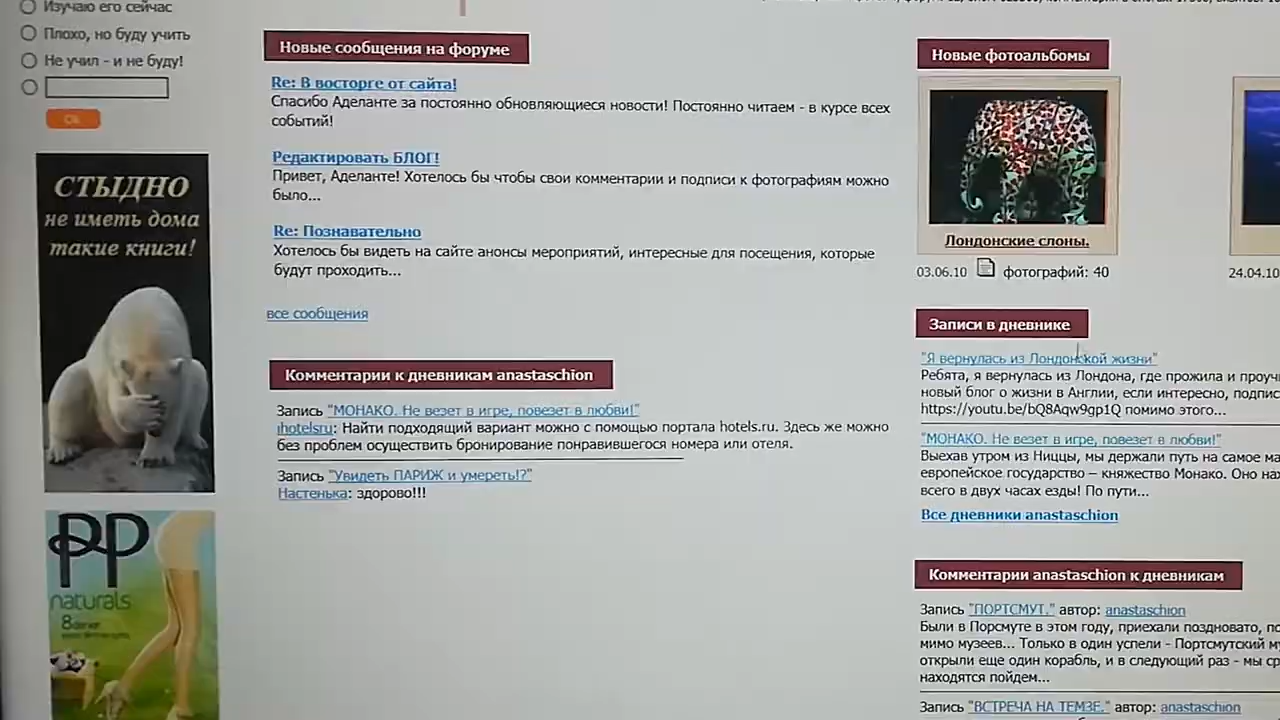 Изучаю его сейчас
Плохо, но буду учить
Не учил - и не буду!
Ok
СТЫДНО
не иметь дома
такие книги!
PP
naturals
8
Новые сообщения на форуме
Re: В восторге от сайта!
Спасибо Аделанте за постоянно обновляющиеся новости! Постоянно читаем - в курсе всех
событий!
Редактировать БЛОГ!
Привет, Аделанте! Хотелось бы чтобы свои комментарии и подписи к фотографиям можно
было...
Re: Познавательно
Хотелось бы видеть на сайте анонсы мероприятий, интересные для посещения, которые
будут проходить...
все сообщения
Комментарии к дневникам anastaschion
Запись "МОНАКО. Не везет в игре, повезет в любви!"
ihotelsru: Найти подходящий вариант можно с помощью портала hotels.ru. Здесь же можно
без проблем осуществить бронирование понравившегося номера или отеля.
Запись "Увидеть ПАРИЖ и умереть!?"
Настенька: здорово!!!
Новые фотоальбомы
Лондонские слоны.
03.06.10 фотографий: 40
24.04.10
Записи в дневнике
"Я вернулась из Лондонской жизни"
Ребята, я вернулась из Лондона, где прожила и
новый блог о жизни в Англии, если интересно,
https://youtu.be/bQ8Aqw9gp1Q помимо этого...
"МОНАКО. Не везет в игре, повезет в любви!"
Выехав утром из Ниццы, мы держали путь на самое
европейское государство – княжество Монако. Оно
всего в двух часах езды! По пути...
Все дневники anastaschion
Комментарии anastaschion к дневникам
Запись "ПОРТСМУТ." автор: anastaschion
Были в Порсмуте в этом году, приехали поздновато,
мимо музеев... Только в один успели - Портсмутский
открыли еще один корабль, и в следующий раз - мы
находятся пойдем...
Запись "ВСТРЕЧА НА ТЕМЗЕ." автор: anastaschion